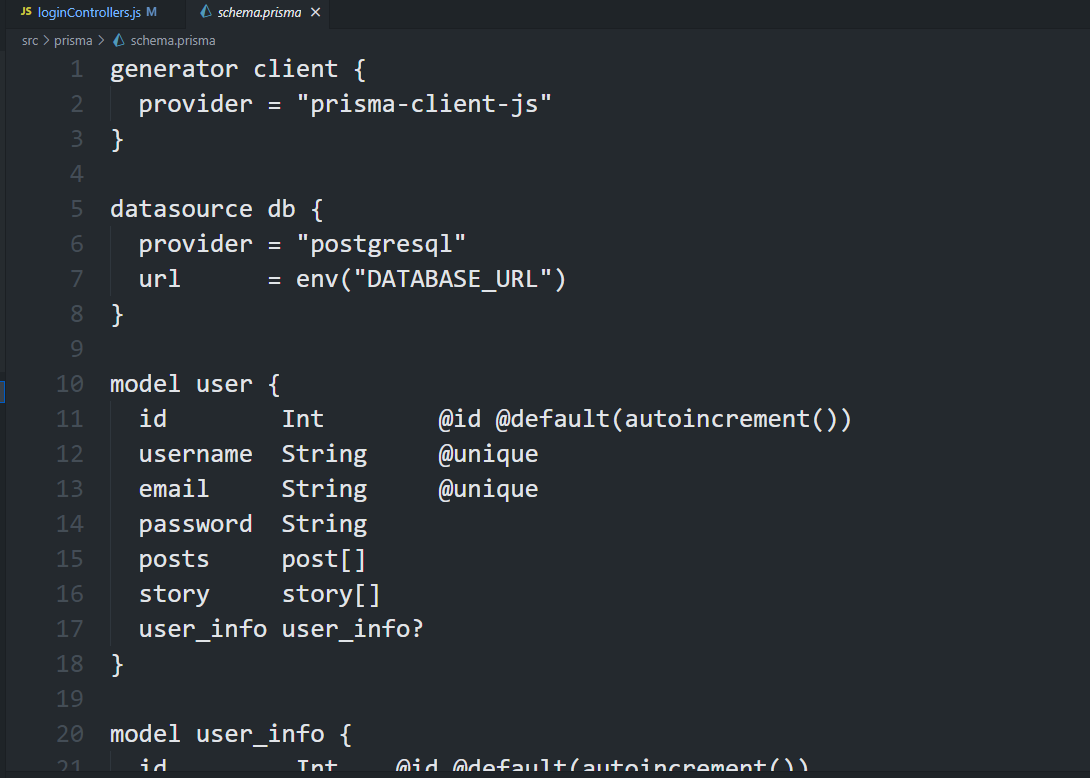 JS loginControllers.js M schema.prisma ×
src > prisma > schema.prisma
1 generator client {
2   provider = "prisma-client-js"
3 }
4
5 datasource db {
6   provider = "postgresql"
7   url      = env("DATABASE_URL")
8 }
9
10 model user {
11   id        Int        @id @default(autoincrement())
12   username  String     @unique
13   email     String     @unique
14   password  String
15   posts     post[]
16   story     story[]
17   user_info user_info?
18 }
19
20 model user_info {
21   id         Int    @id @default(autoincrement())